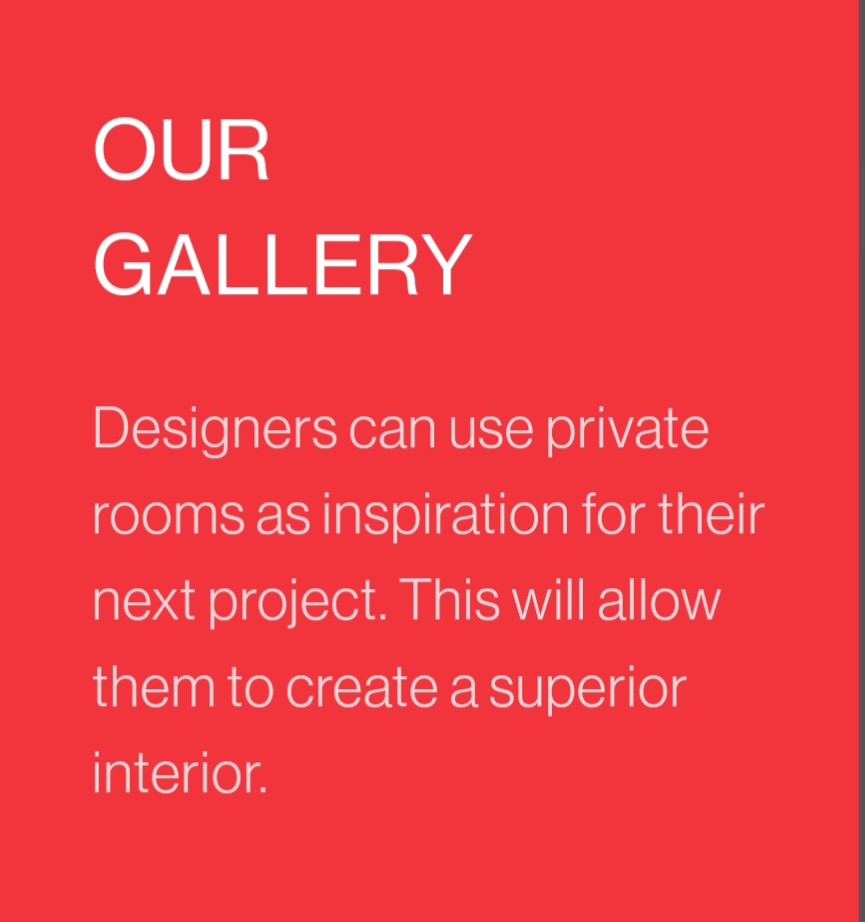 OUR
GALLERY
Designers can use private
rooms as inspiration for their
next project. This will allow
them to create a superior
interior.